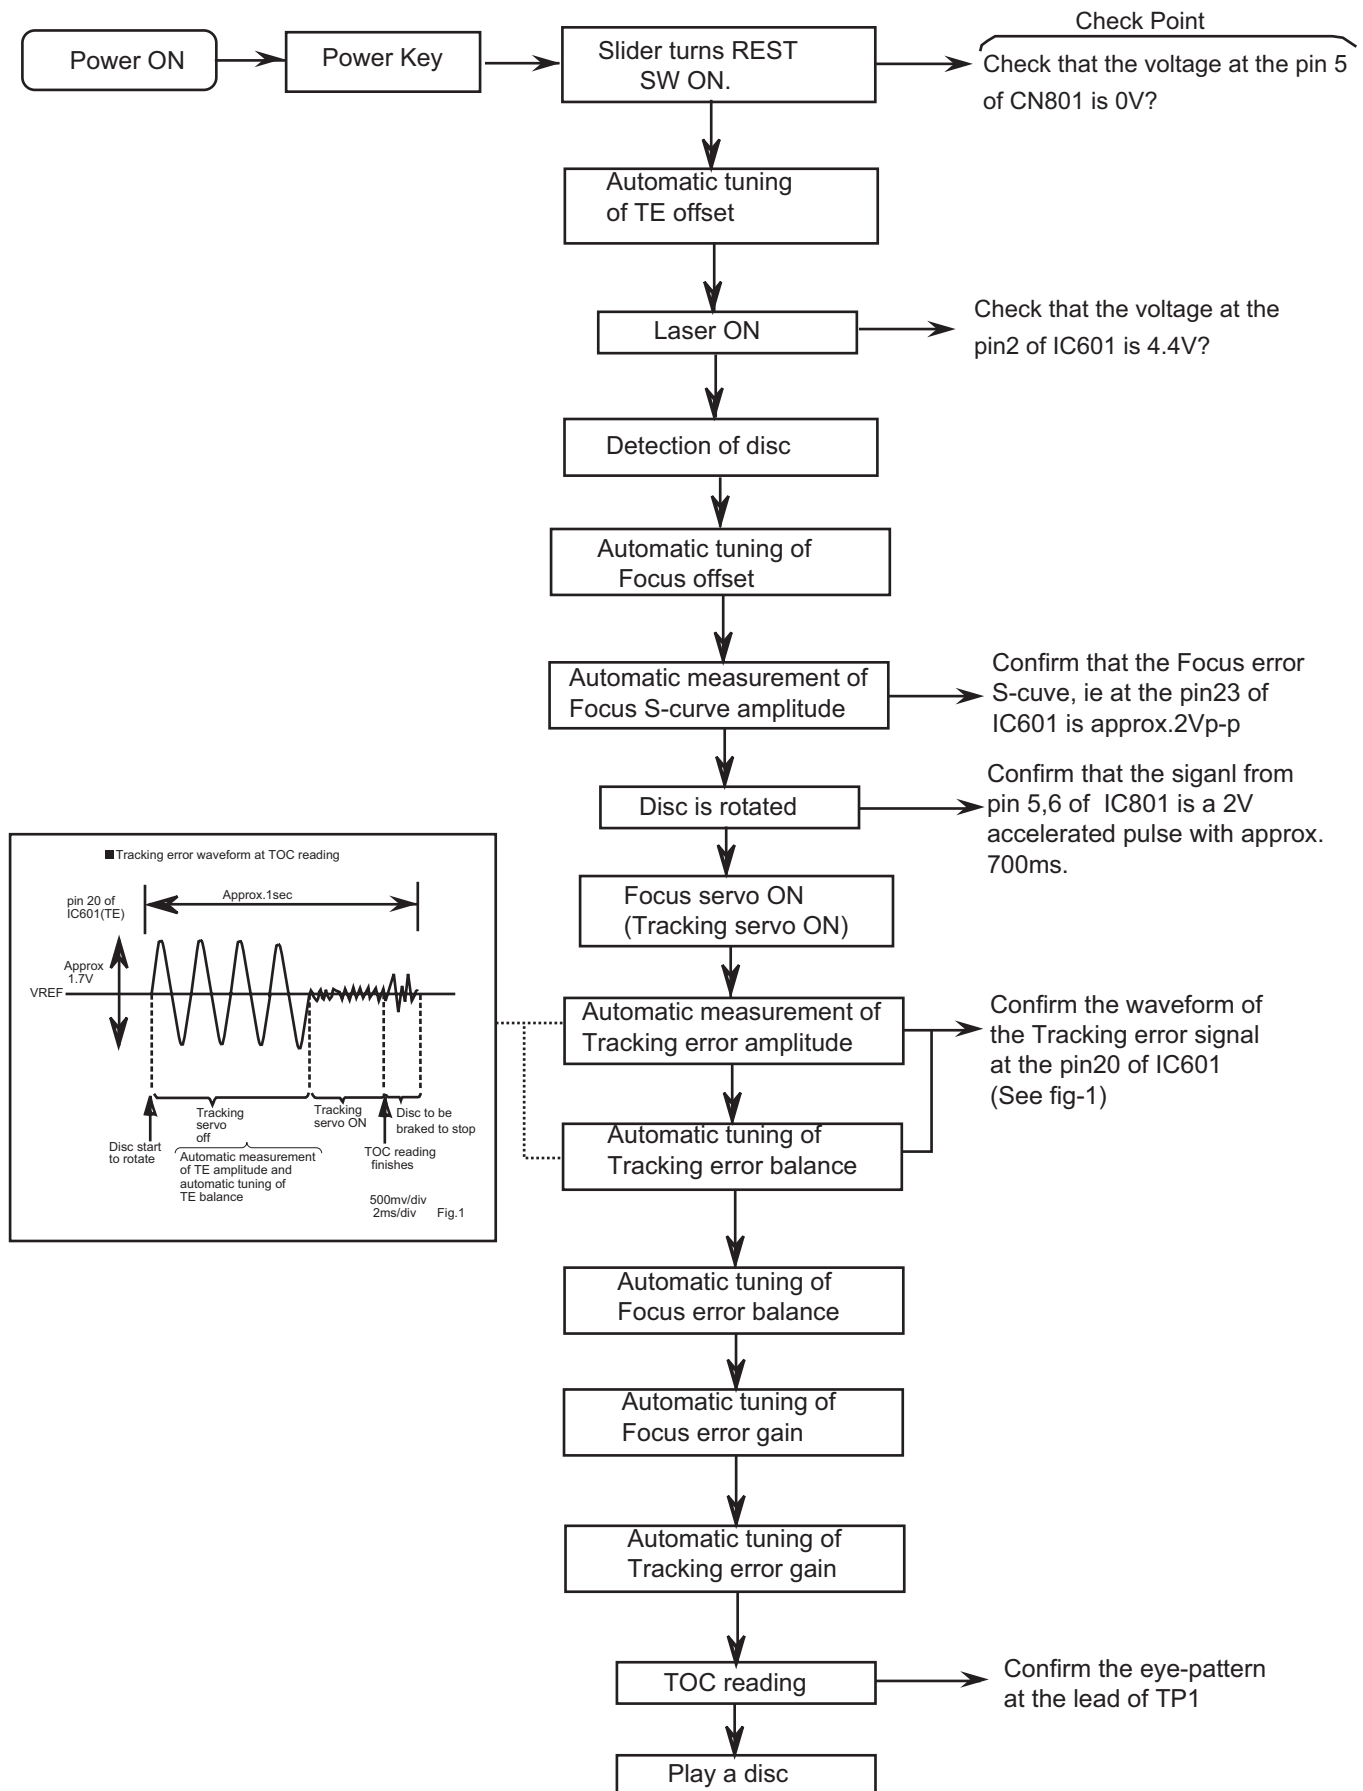 Check Point
Power ON
Power Key
Slider turns REST
SW ON.
Check that the voltage at the pin 5
of CN801 is 0V?
Automatic tuning
of TE offset
Laser ON
Check that the voltage at the
pin2 of IC601 is 4.4V?
Detection of disc
Automatic tuning of
Focus offset
Automatic measurement of
Focus S-curve amplitude
Confirm that the Focus error
S-cuve, ie at the pin23 of
IC601 is approx.2Vp-p
Disc is rotated
Confirm that the siganl from
pin 5,6 of IC801 is a 2V
accelerated pulse with approx.
700ms.
Focus servo ON
(Tracking servo ON)
■Tracking error waveform at TOC reading
pin 20 of
IC601(TE)
Approx.1sec
Approx
1.7V
VREF
Tracking
servo
off
Tracking
servo ON
Disc to be
braked to stop
Disc start
to rotate
Automatic measurement
of TE amplitude and
automatic tuning of
TE balance
TOC reading
finishes
500mv/div
2ms/div Fig.1
Automatic measurement of
Tracking error amplitude
Confirm the waveform of
the Tracking error signal
at the pin20 of IC601
(See fig-1)
Automatic tuning of
Tracking error balance
Automatic tuning of
Focus error balance
Automatic tuning of
Focus error gain
Automatic tuning of
Tracking error gain
TOC reading
Confirm the eye-pattern
at the lead of TP1
Play a disc